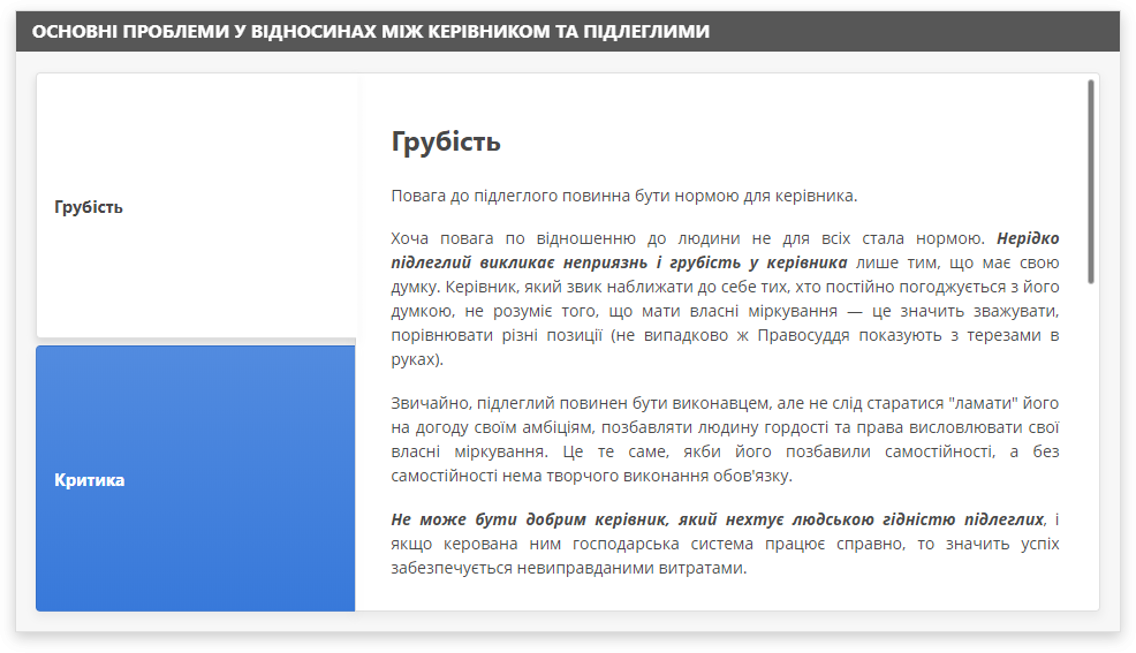 ОСНОВНІ ПРОБЛЕМИ У ВІДНОСИНАХ МІЖ КЕРІВНИКОМ ТА ПІДЛЕГЛИМИ
Грубість
Критика
Грубість
Повага до підлеглого повинна бути нормою для керівника.
Хоча повага по відношенню до людини не для всіх стала нормою. Нерідко
підлеглий викликає неприязнь і грубість у керівника лише тим, що має свою
думку. Керівник, який звик наближати до себе тих, хто постійно погоджується з його
думкою, не розуміє того, що мати власні міркування — це значить зважувати,
порівнювати різні позиції (не випадково ж Правосуддя показують з терезами в
руках).
Звичайно, підлеглий повинен бути виконавцем, але не слід старатися "ламати" його
на догоду своїм амбіціям, позбавляти людину гордості та права висловлювати свої
власні міркування. Це те саме, якби його позбавили самостійності, а без
самостійності нема творчого виконання обов'язку.
Не може бути добрим керівник, який нехтує людською гідністю підлеглих, і
якщо керована ним господарська система працює справно, то значить успіх
забезпечується невиправданими витратами.